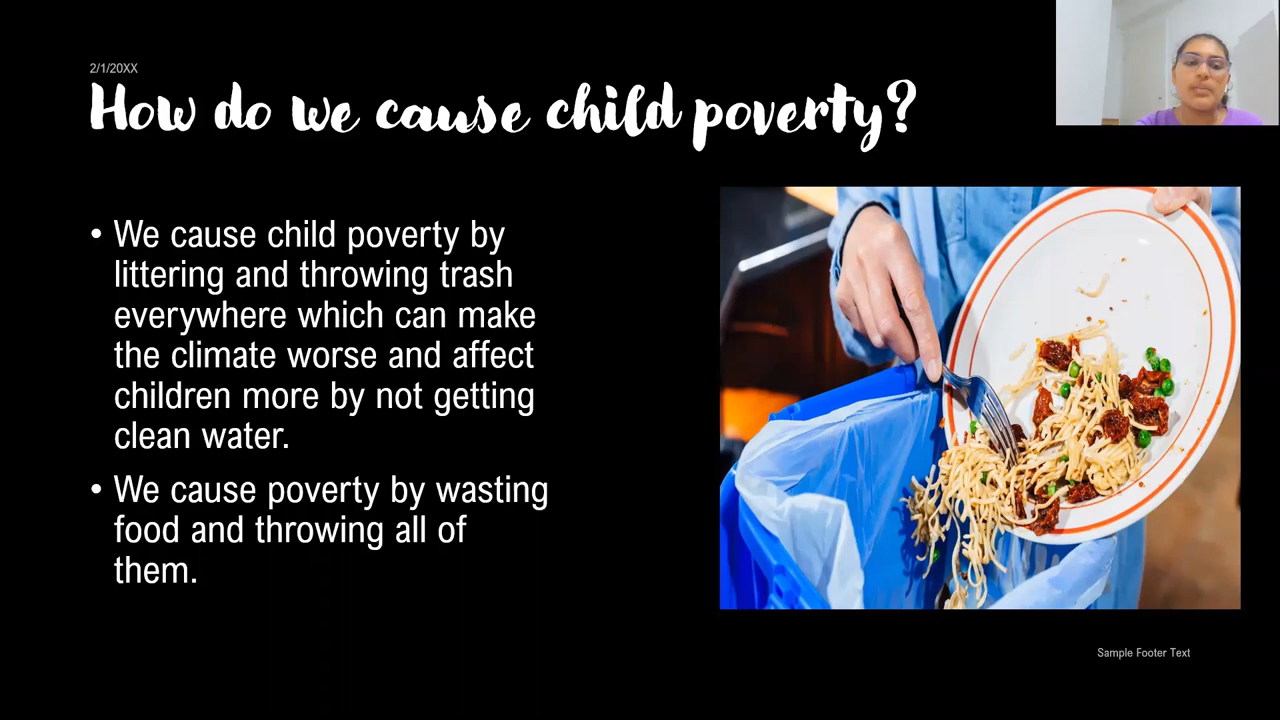 2/1/20XX
How do we cause child poverty?
• We cause child poverty by
littering and throwing trash
everywhere which can make
the climate worse and affect
children more by not getting
clean water.
• We cause poverty by wasting
food and throwing all of
them.
Sample Footer Text